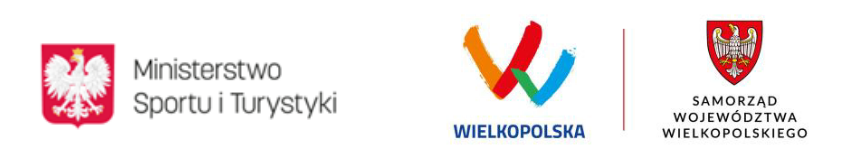 Ministerstwo
Sportu i Turystyki
WIELKOPOLSKA
SAMORZĄD
WOJEWÓDZTWA
WIELKOPOLSKIEGO